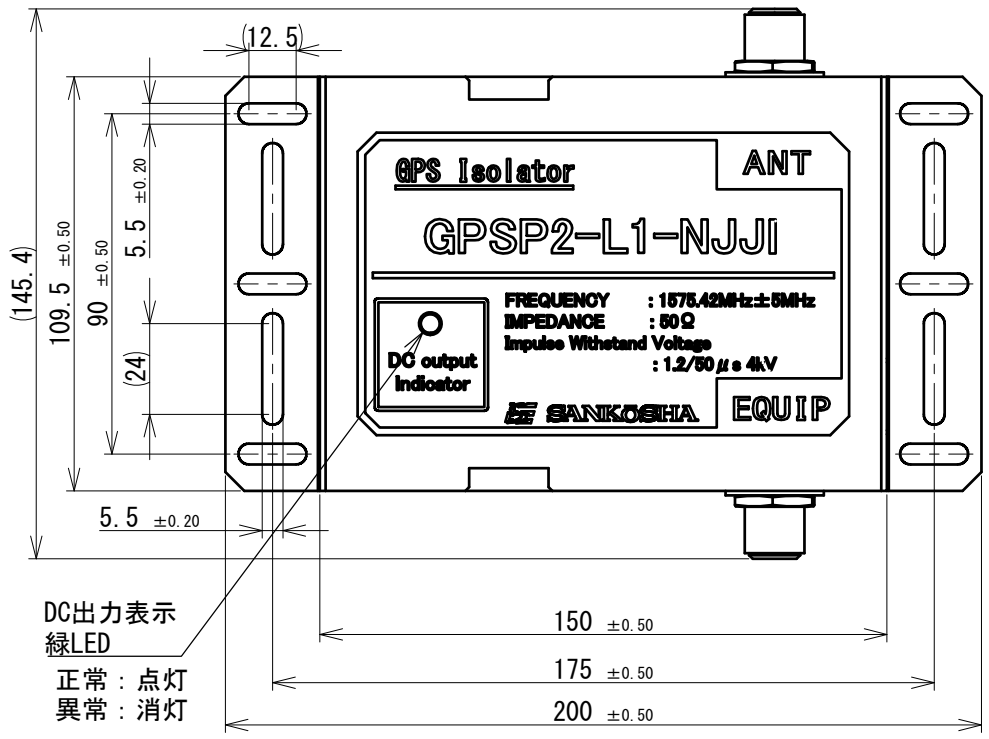 (12.5)
GPS Isolator
ANT
GPSP2-L1-NJJI
FREQUENCY : 1575.42MHz±5MHz
IMPEDANCE : 50Ω
Impulse Withstand Voltage
: 1.2/50μs 4kV
DC output
indicator
SANKOSHA
EQUIP
(145.4)
109.5 ±0.50
90 ±0.50
5.5 ±0.20
(24)
5.5 ±0.20
DC出力表示
緑LED
正常：点灯
異常：消灯
150 ±0.50
175 ±0.50
200 ±0.50